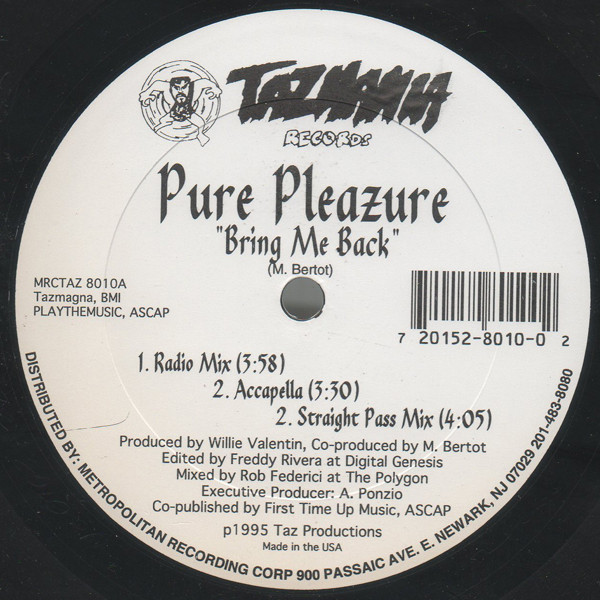 TAZMANIA
RECORDS
Pure Pleazure
"Bring Me Back"
(M. Bertot)
MRCTAZ 8010A
Tazmagna, BMI
PLAYTHEMUSIC, ASCAP
7 20152-8010-0 2
1. Radio Mix (3:58)
2. Accapella (3:30)
2. Straight Pass Mix (4:05)
Produced by Willie Valentin, Co-produced by M. Bertot
Edited by Freddy Rivera at Digital Genesis
Mixed by Rob Federici at The Polygon
Executive Producer: A. Ponzio
Co-published by First Time Up Music, ASCAP
p1995 Taz Productions
Made in the USA
DISTRIBUTED BY: METROPOLITAN RECORDING CORP 900 PASSAIC AVE. E. NEWARK, NJ 07029 201-483-8080